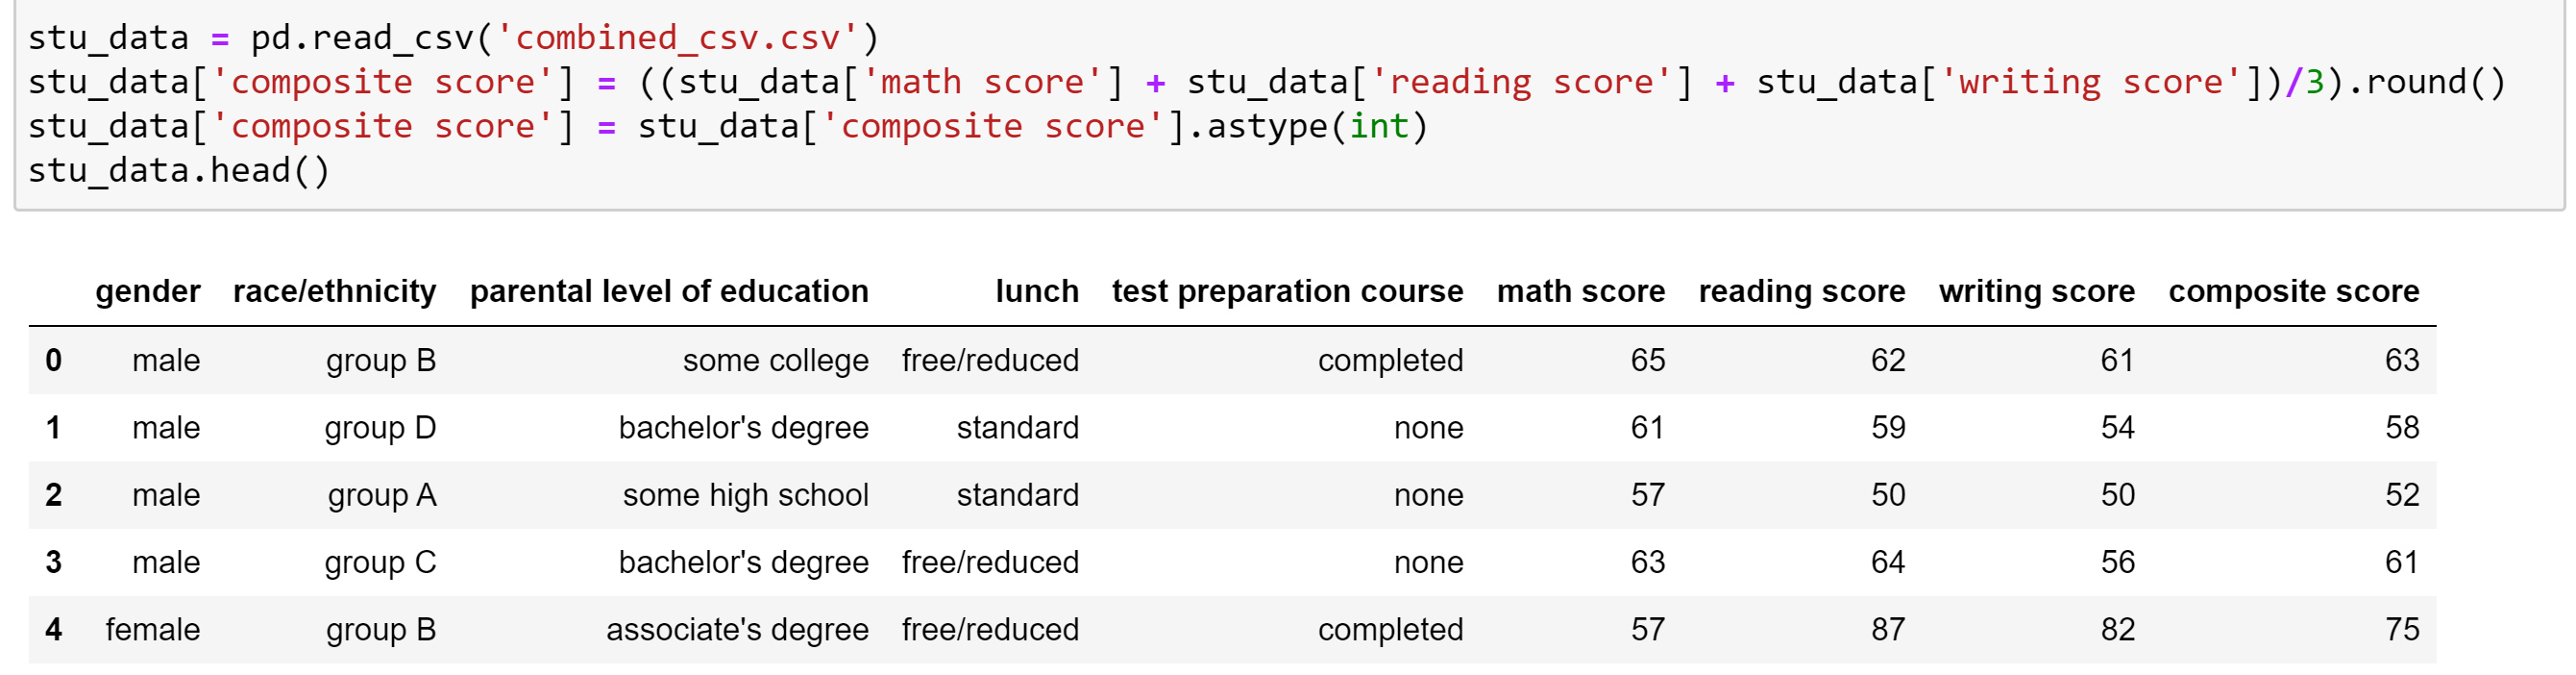 stu_data = pd.read_csv('combined_csv.csv')
stu_data['composite score'] = ((stu_data['math score'] + stu_data['reading score'] + stu_data['writing score'])/3).round()
stu_data['composite score'] = stu_data['composite score'].astype(int)
stu_data.head()
gender race/ethnicity parental level of education lunch test preparation course math score reading score writing score composite score
0 male group B some college free/reduced completed 65 62 61 63
1 male group D bachelor's degree standard none 61 59 54 58
2 male group A some high school standard none 57 50 50 52
3 male group C bachelor's degree free/reduced none 63 64 56 61
4 female group B associate's degree free/reduced completed 57 87 82 75